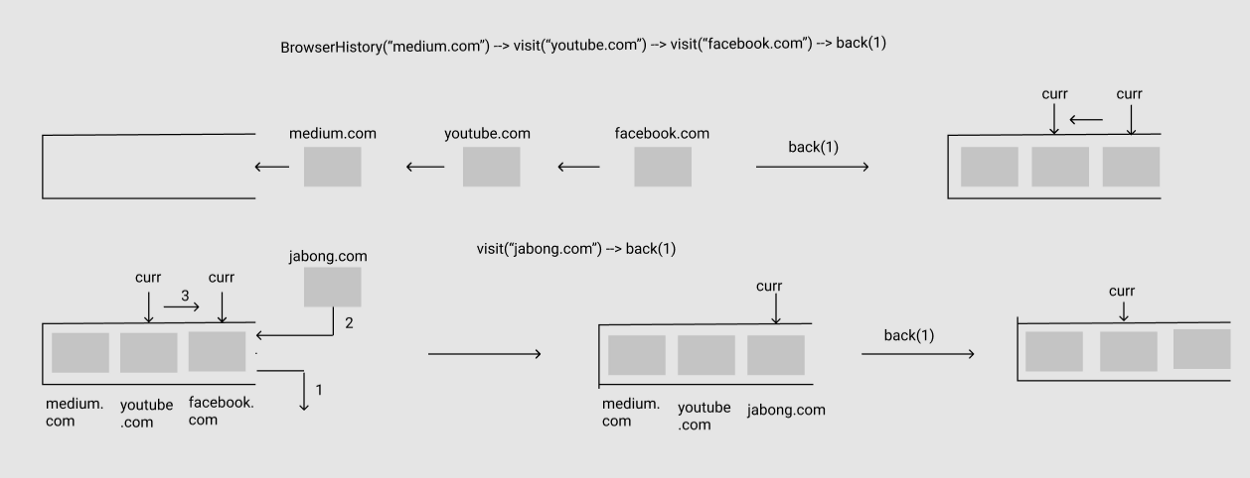 BrowserHistory("medium.com") --> visit("youtube.com") --> visit("facebook.com") --> back(1)
curr
curr
medium.com
youtube.com
facebook.com
back(1)
visit("jabong.com") --> back(1)
jabong.com
curr
curr
3
2
1
medium.
com
youtube
.com
facebook.
com
curr
medium.
com
youtube
.com
jabong.com
back(1)
curr